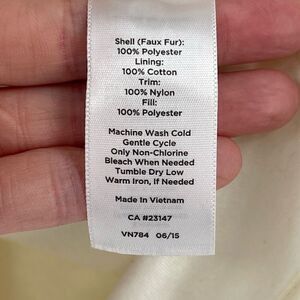 Shell (Faux Fur):
100% Polyester
Lining:
100% Cotton
Trim:
100% Nylon
Fill:
100% Polyester
Machine Wash Cold
Gentle Cycle
Only Non-Chlorine
Bleach When Needed
Tumble Dry Low
Warm Iron, If Needed
Made In Vietnam
CA #23147
VN784 06/15